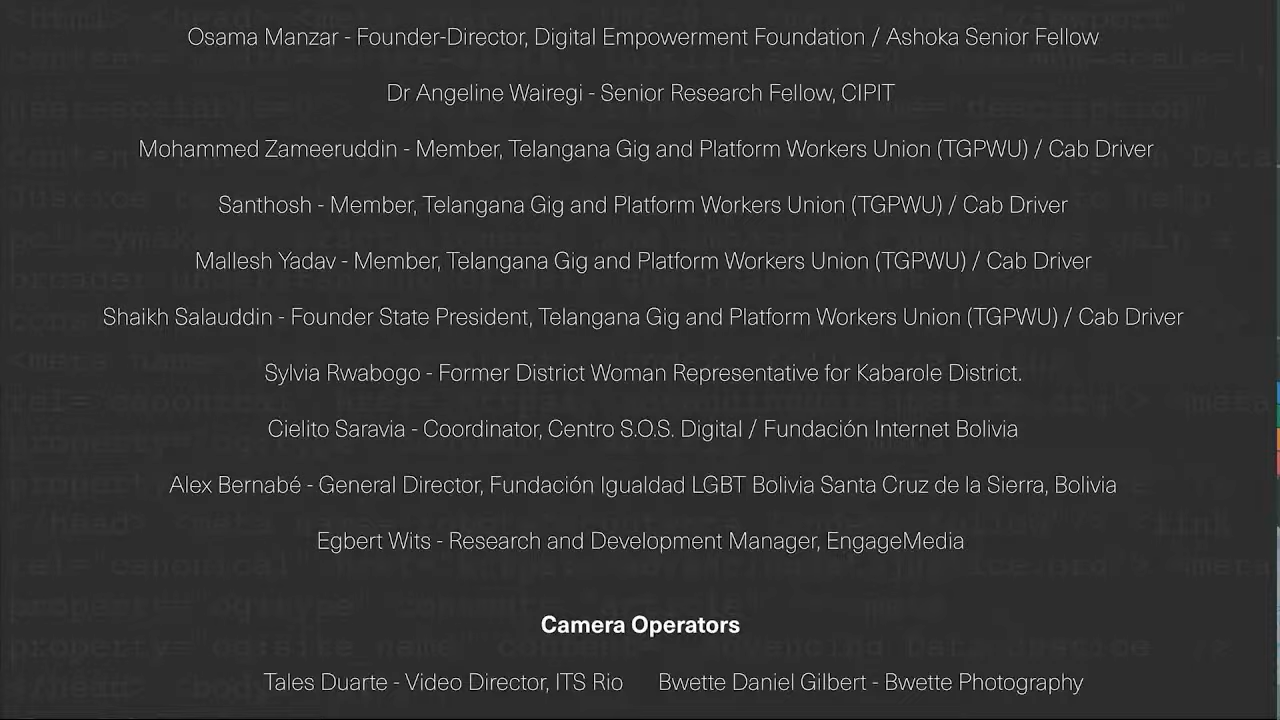 Osama Manzar - Founder-Director, Digital Empowerment Foundation / Ashoka Senior Fellow
Dr Angeline Wairegi - Senior Research Fellow, CIPIT
Mohammed Zameeruddin - Member, Telangana Gig and Platform Workers Union (TGPWU) / Cab Driver
Santhosh - Member, Telangana Gig and Platform Workers Union (TGPWU) / Cab Driver
Mallesh Yadav - Member, Telangana Gig and Platform Workers Union (TGPWU) / Cab Driver
Shaikh Salauddin - Founder State President, Telangana Gig and Platform Workers Union (TGPWU) / Cab Driver
Sylvia Rwabogo - Former District Woman Representative for Kabarole District.
Cielito Saravia - Coordinator, Centro S.O.S. Digital / Fundación Internet Bolivia
Alex Bernabé - General Director, Fundación Igualdad LGBT Bolivia Santa Cruz de la Sierra, Bolivia
Egbert Wits - Research and Development Manager, EngageMedia
Camera Operators
Tales Duarte - Video Director, ITS Rio Bwette Daniel Gilbert - Bwette Photography